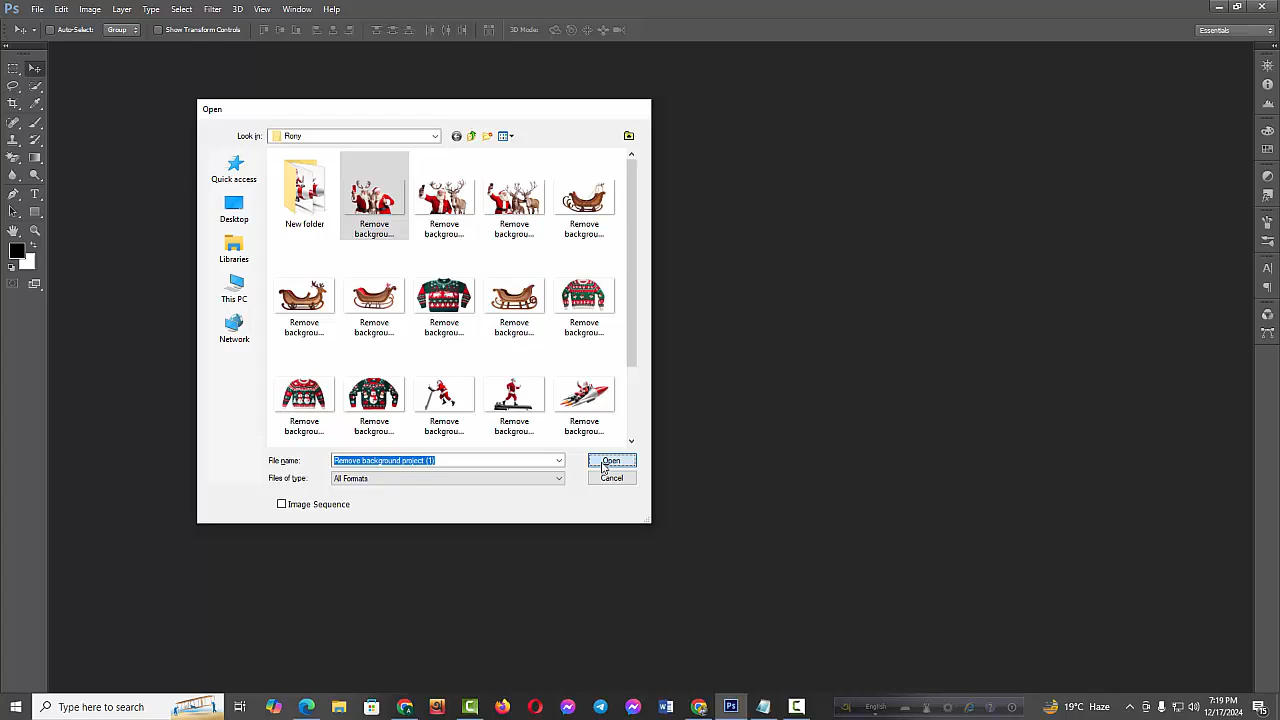 Ps File Edit Image Layer Type Select Filter 3D View Window Help
Auto-Select: Group Show Transform Controls 3D Mode: Essentials
Open
Look in: Rony
Quick access
Desktop
Libraries
This PC
Network
New folder
Remove backgrou...
Remove backgrou...
Remove backgrou...
Remove backgrou...
Remove backgrou...
Remove backgrou...
Remove backgrou...
Remove backgrou...
Remove backgrou...
Remove backgrou...
Remove backgrou...
Remove backgrou...
Remove backgrou...
Remove backgrou...
File name: Remove background project (1) Open
Files of type: All Formats Cancel
Image Sequence
Type here to search
English
12°C Haze
7:19 PM
12/17/2024